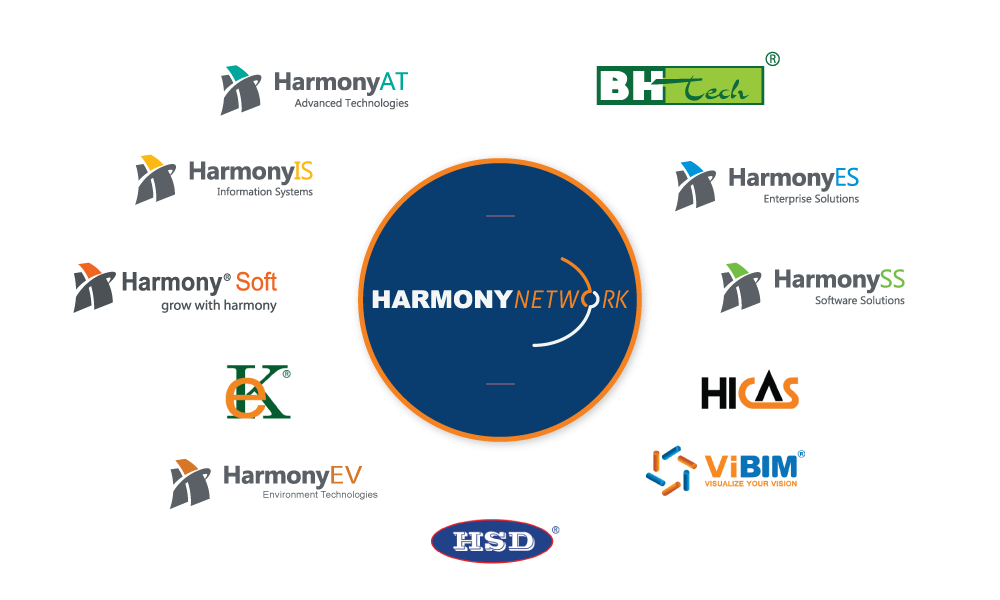 HarmonyAT
Advanced Technologies
BH Tech ®
HarmonyIS
Information Systems
HarmonyES
Enterprise Solutions
Harmony® Soft
grow with harmony
HARMONY NETWORK
HarmonySS
Software Solutions
eK®
HICAS
ViBIM®
VISUALIZE YOUR VISION
HarmonyEV
Environment Technologies
HSD®